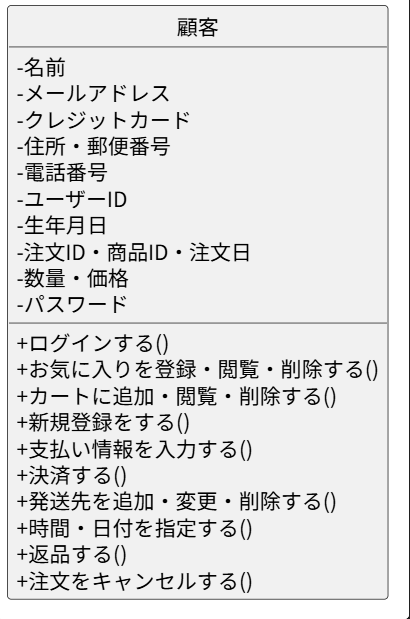 顧客
-名前
-メールアドレス
-クレジットカード
-住所・郵便番号
-電話番号
-ユーザーID
-生年月日
-注文ID・商品ID・注文日
-数量・価格
-パスワード
+ログインする()
+お気に入りを登録・閲覧・削除する()
+カートに追加・閲覧・削除する()
+新規登録をする()
+支払い情報を入力する()
+決済する()
+発送先を追加・変更・削除する()
+時間・日付を指定する()
+返品する()
+注文をキャンセルする()